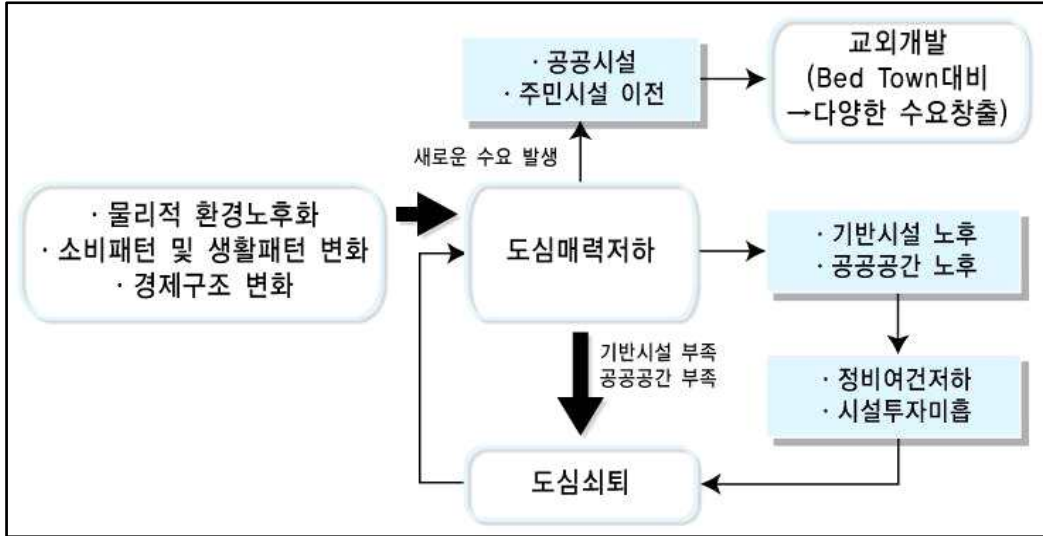 · 공공시설
· 주민시설 이전
교외개발
(Bed Town대비
→다양한 수요창출)
새로운 수요 발생
· 물리적 환경노후화
· 소비패턴 및 생활패턴 변화
· 경제구조 변화
도심매력저하
· 기반시설 노후
· 공공공간 노후
기반시설 부족
공공공간 부족
· 정비여건저하
· 시설투자미흡
도심쇠퇴